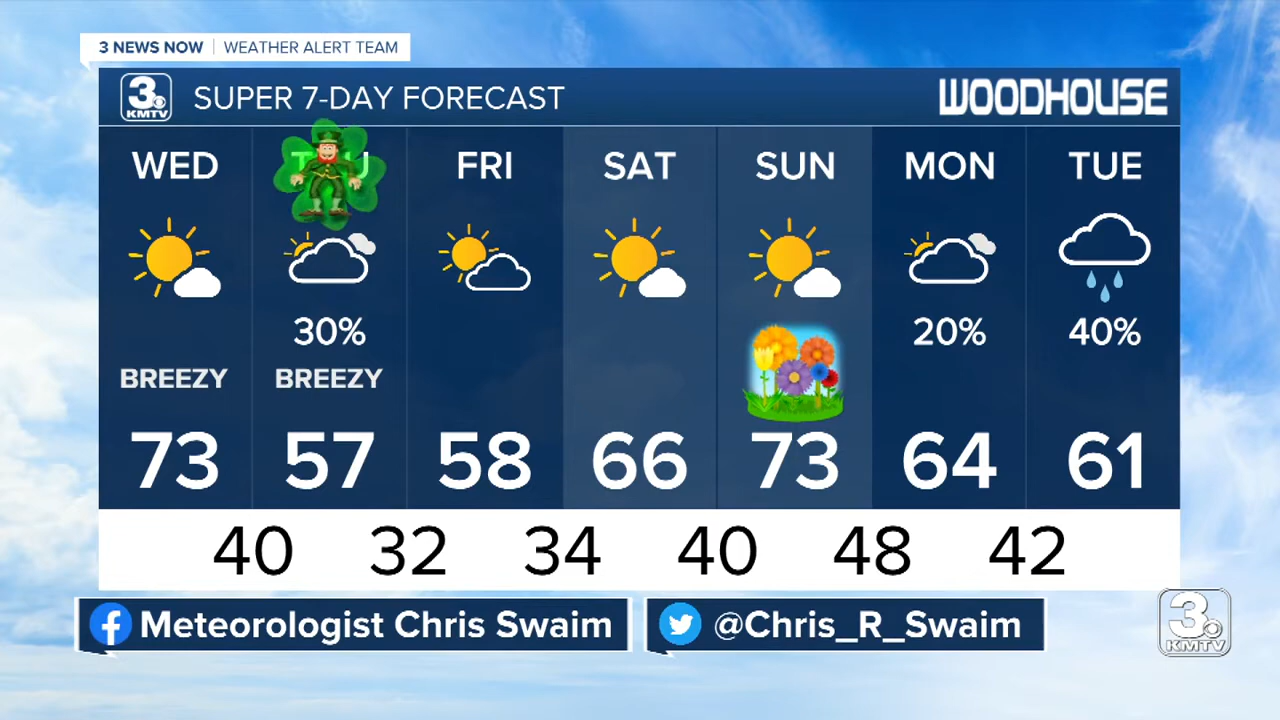 3 NEWS NOW | WEATHER ALERT TEAM
3 KMTV SUPER 7-DAY FORECAST WOODHOUSE
WED THU FRI SAT SUN MON TUE
30% 20% 40%
BREEZY BREEZY
73 57 58 66 73 64 61
40 32 34 40 48 42
Meteorologist Chris Swaim @Chris_R_Swaim
3 KMTV